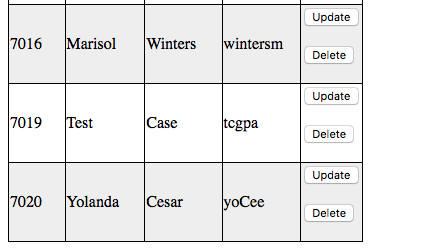 7016 Marisol Winters wintersm Update
Delete
7019 Test Case tcgpa Update
Delete
7020 Yolanda Cesar yoCee Update
Delete